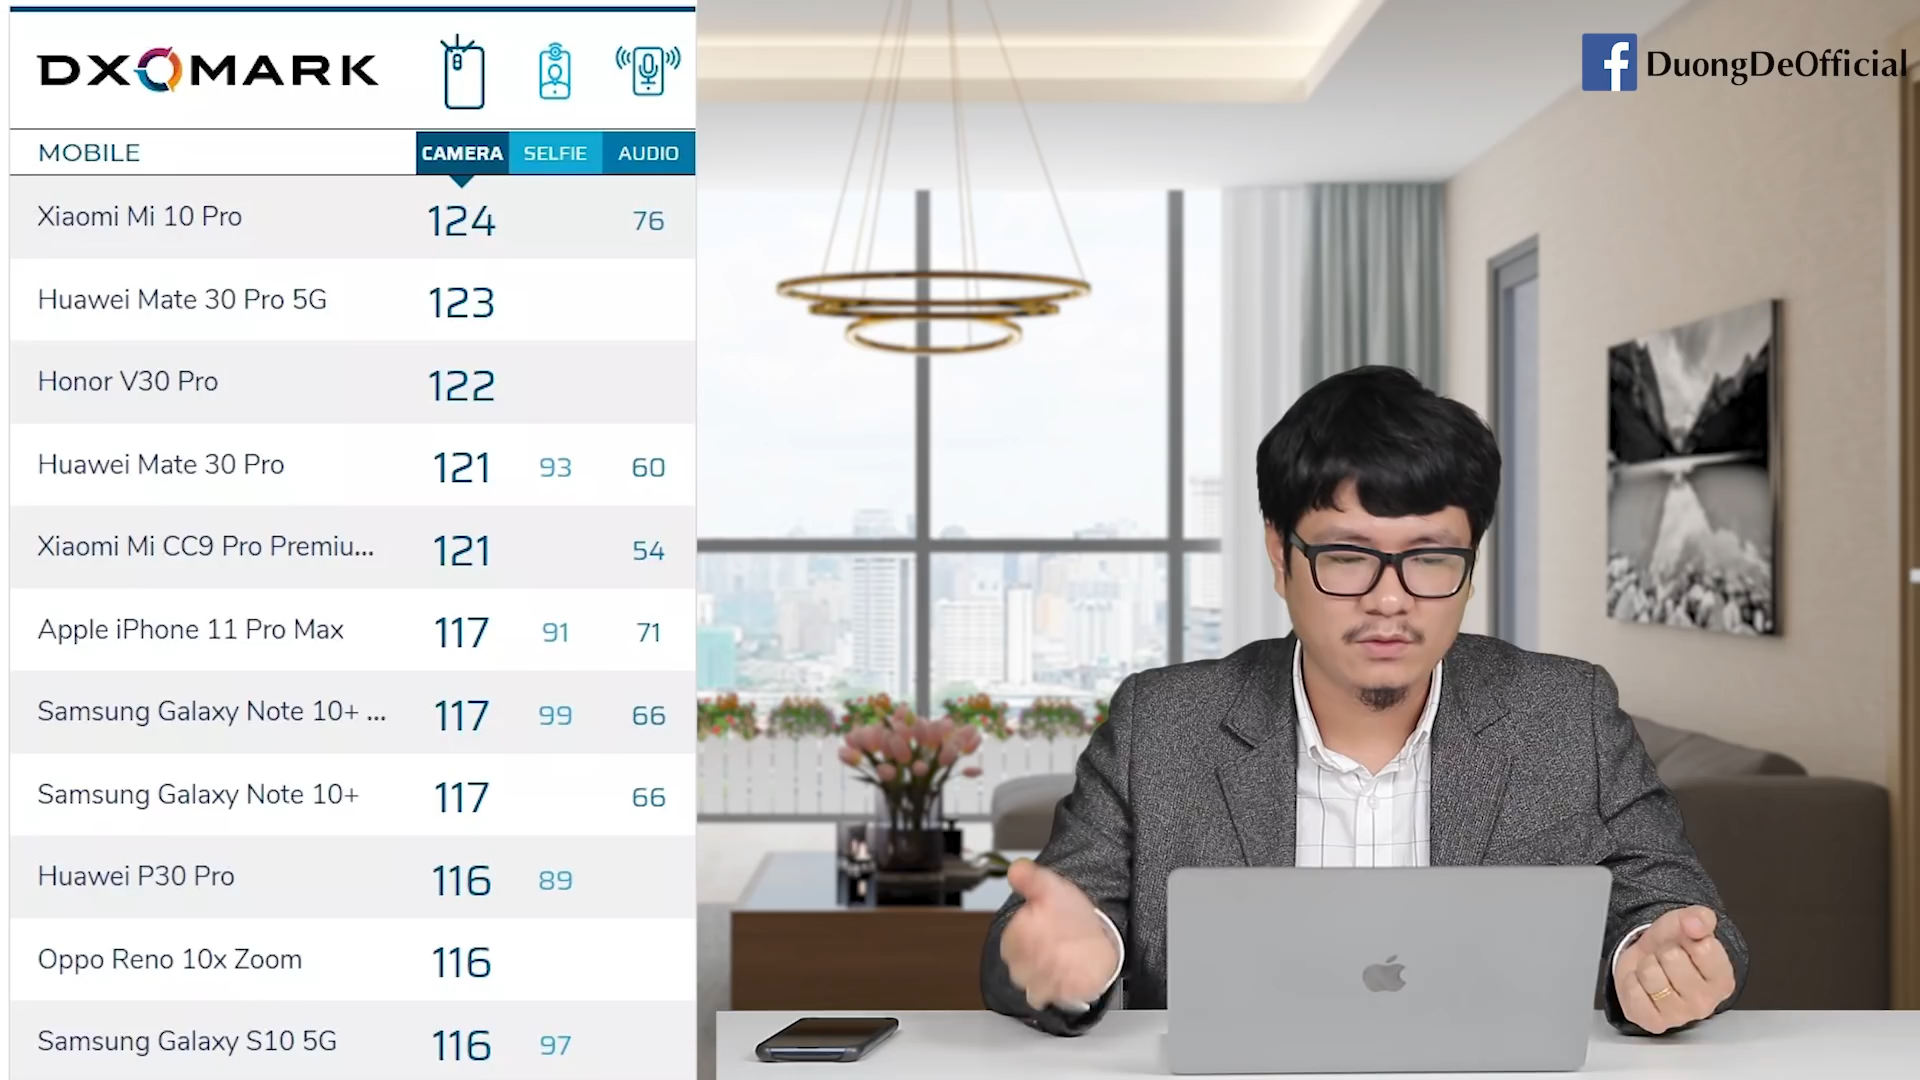 DXOMARK
MOBILE CAMERA SELFIE AUDIO
Xiaomi Mi 10 Pro 124 76
Huawei Mate 30 Pro 5G 123
Honor V30 Pro 122
Huawei Mate 30 Pro 121 93 60
Xiaomi Mi CC9 Pro Premiu... 121 54
Apple iPhone 11 Pro Max 117 91 71
Samsung Galaxy Note 10+ ... 117 99 66
Samsung Galaxy Note 10+ 117 66
Huawei P30 Pro 116 89
Oppo Reno 10x Zoom 116
Samsung Galaxy S10 5G 116 97
f DuongDeOfficial